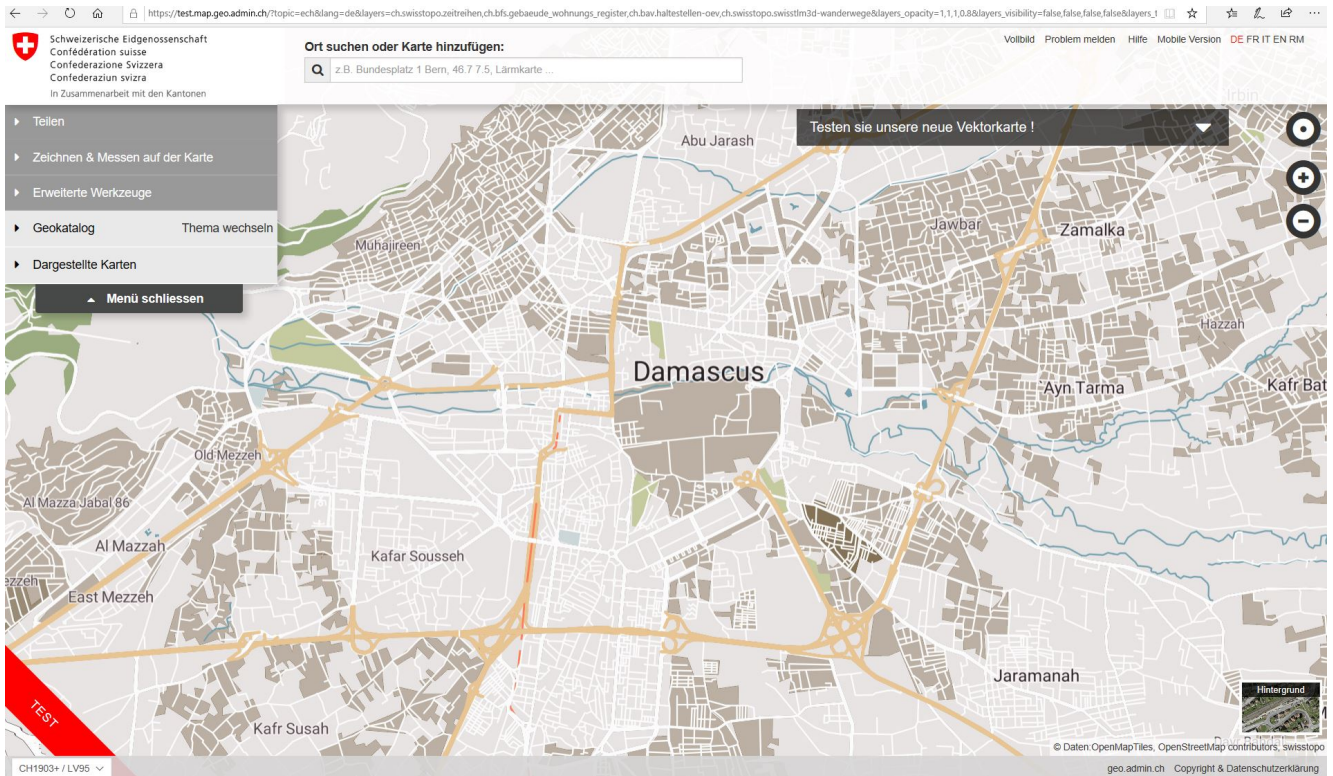 https://test.map.geo.admin.ch/?topic=ech&lang=de&layers=ch.swisstopo.zeitreihen,ch.bfs.gebaeude_wohnungs_register,ch.bav.haltestellen-oev,ch.swisstopo.swisstlm3d-wanderwege&layers_opacity=1,1,1,0.8&layers_visibility=false,false,false,false&layers_t
Schweizerische Eidgenossenschaft
Confédération suisse
Confederazione Svizzera
Confederaziun svizra
In Zusammenarbeit mit den Kantonen
Ort suchen oder Karte hinzufügen:
z.B. Bundesplatz 1 Bern, 46.7 7.5, Lärmkarte ...
Vollbild Problem melden Hilfe Mobile Version DE FR IT EN RM
Irbin
Teilen
Zeichnen & Messen auf der Karte
Erweiterte Werkzeuge
Geokatalog Thema wechseln
Dargestellte Karten
Menü schliessen
Testen sie unsere neue Vektorkarte !
Abu Jarash
Jawbar
Zamalka
Muhajireen
Hazzah
Damascus
Ayn Tarma
Kafr Bat
Old Mezzeh
Al Mazza Jabal 86
Al Mazzah
Kafar Sousseh
ezzeh
East Mezzeh
Jaramanah
Kafr Susah
TEST
Hintergrund
© Daten:OpenMapTiles, OpenStreetMap contributors, swisstopo
CH1903+ / LV95
geo.admin.ch Copyright & Datenschutzerklärung